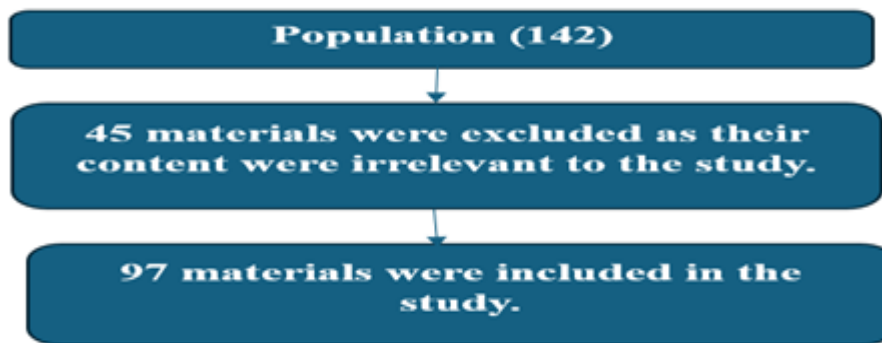 Population (142)
45 materials were excluded as their
content were irrelevant to the study.
97 materials were included in the
study.